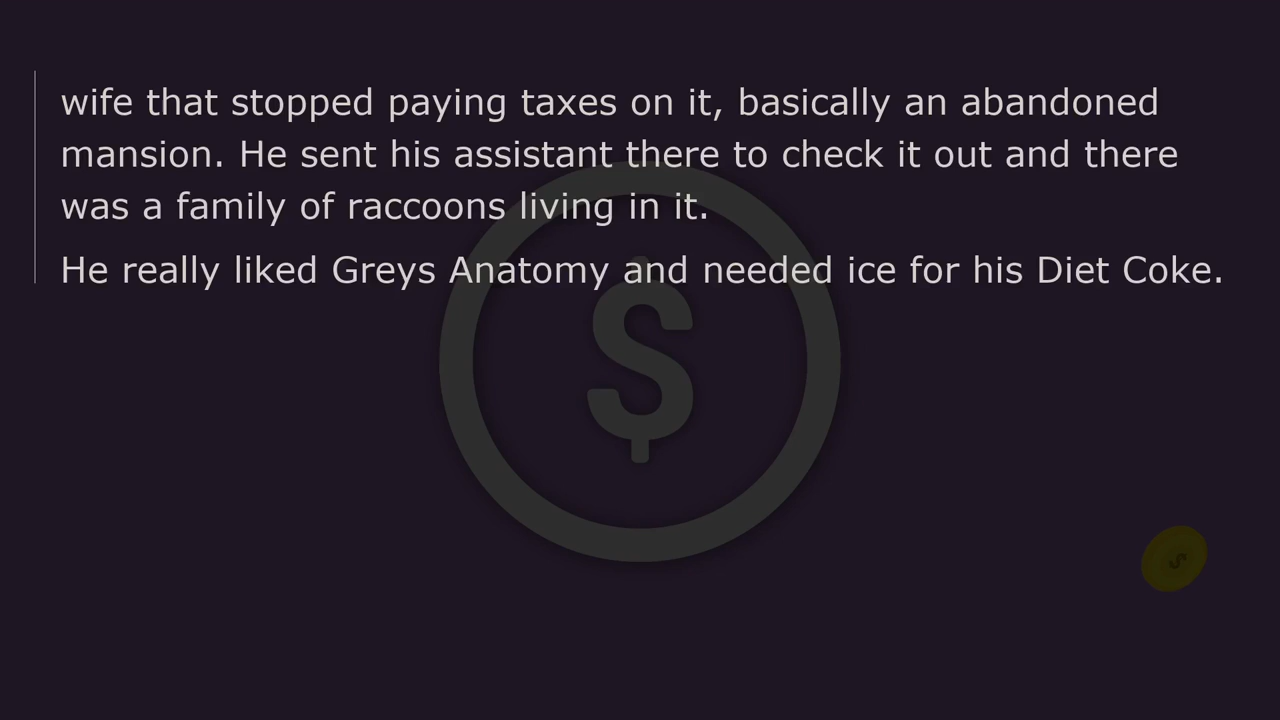 wife that stopped paying taxes on it, basically an abandoned
mansion. He sent his assistant there to check it out and there
was a family of raccoons living in it.
He really liked Greys Anatomy and needed ice for his Diet Coke.
$
$